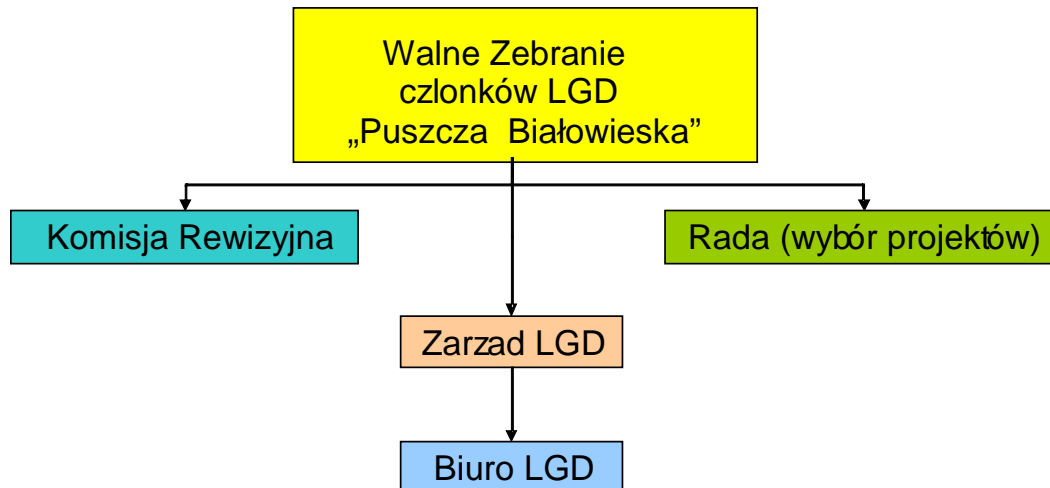 Walne Zebranie
czlonków LGD
„Puszcza Białowieska”
Komisja Rewizyjna
Rada (wybór projektów)
Zarzad LGD
Biuro LGD